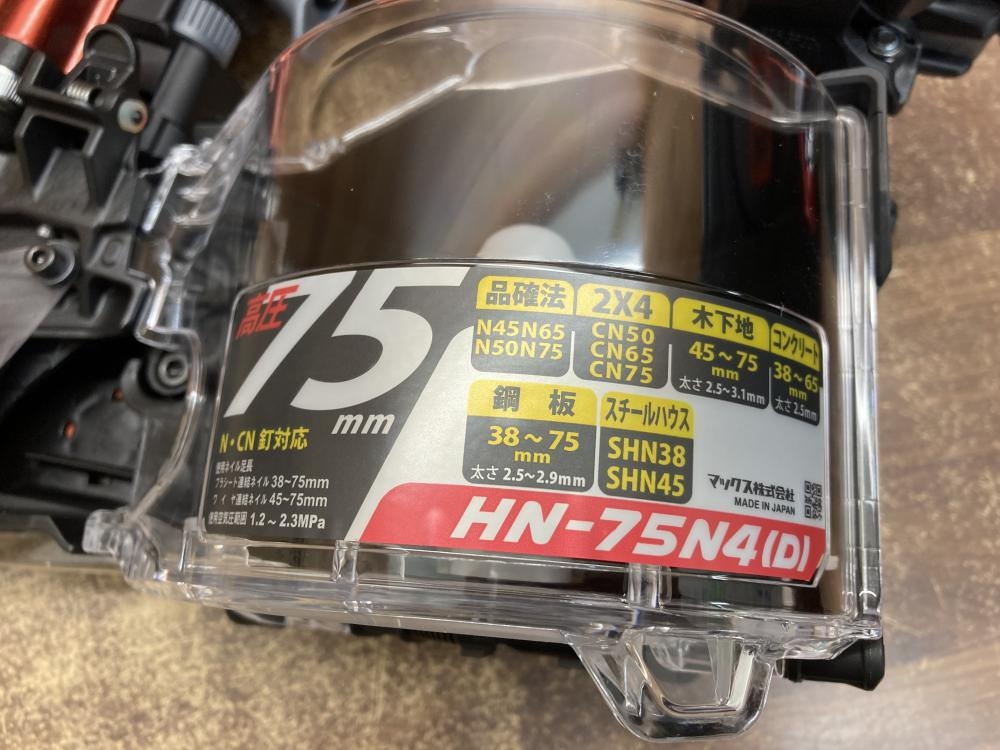 高圧
75
mm
N・CN 釘対応
使用ネイル足長
プラシート連結ネイル 38～75mm
ワイヤ連結ネイル 45～75mm
使用空気圧範囲 1.2～2.3MPa
品確法
N45 N65
N50 N75
2X4
CN50
CN65
CN75
木下地
45～75
mm
太さ 2.5～3.1mm
コンクリート
38～65
mm
太さ 2.5mm
鋼板
38～75
mm
太さ 2.5～2.9mm
スチールハウス
SHN38
SHN45
マックス株式会社
MADE IN JAPAN
HN-75N4(D)